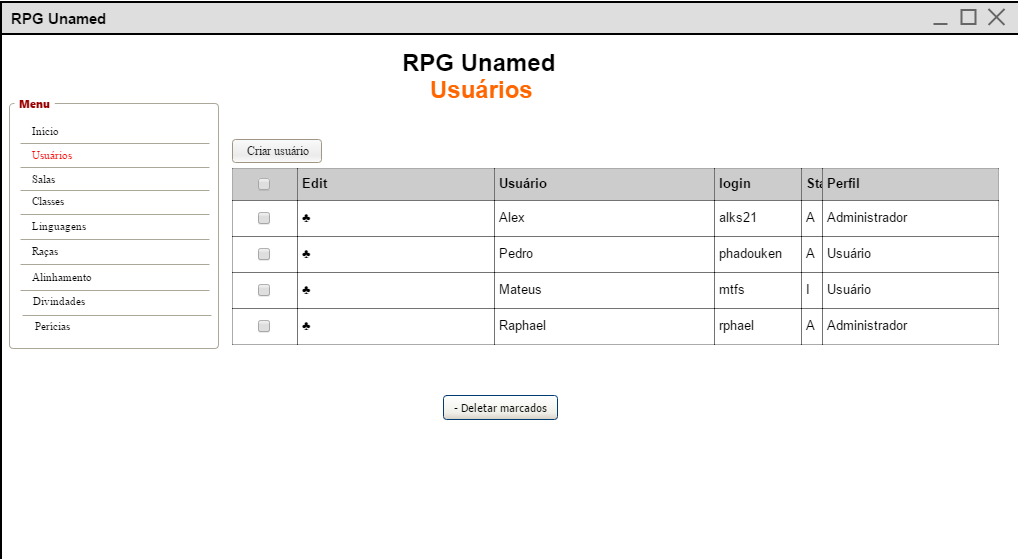 RPG Unamed
RPG Unamed
Usuários
Menu
Início
Usuários
Salas
Classes
Linguagens
Raças
Alinhamento
Divindades
Perícias
Criar usuário
Edit Usuário login Sta Perfil
♣ Alex alks21 A Administrador
♣ Pedro phadouken A Usuário
♣ Mateus mtfs I Usuário
♣ Raphael rphael A Administrador
- Deletar marcados